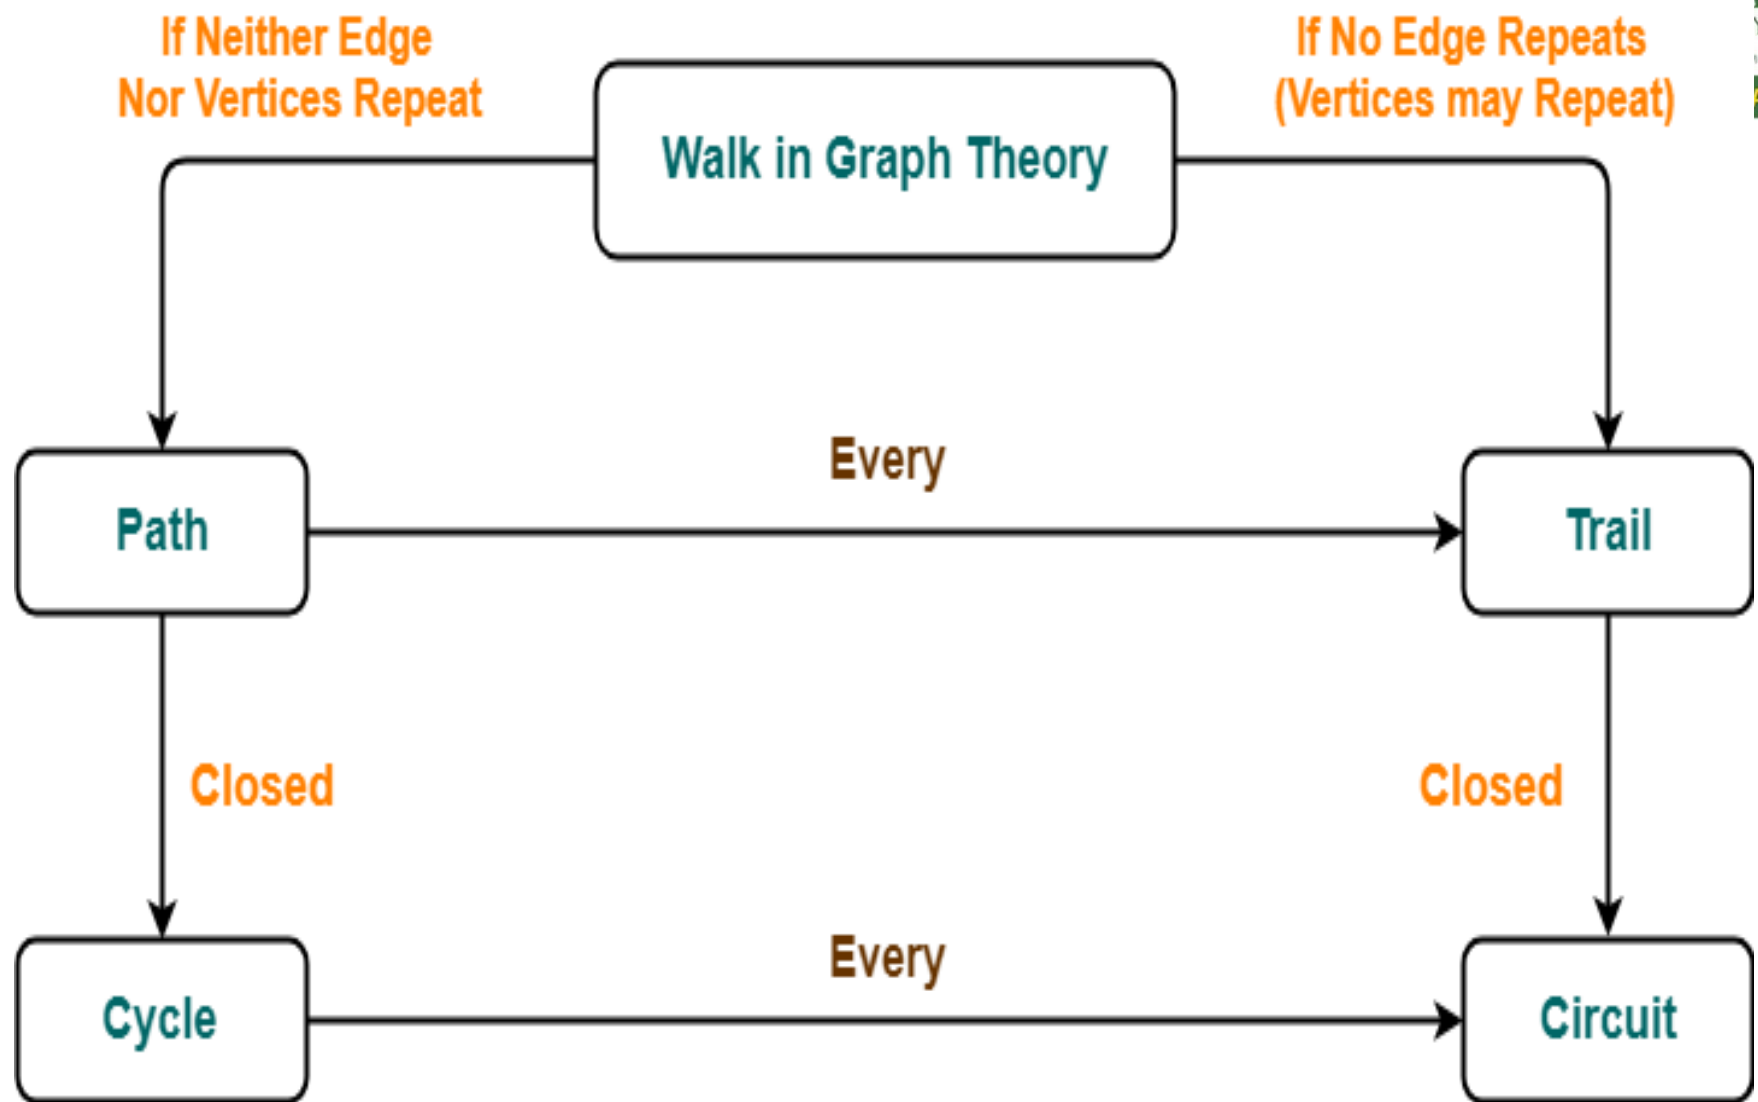 If Neither Edge
Nor Vertices Repeat
If No Edge Repeats
(Vertices may Repeat)
Walk in Graph Theory
Path
Every
Trail
Closed
Closed
Cycle
Every
Circuit